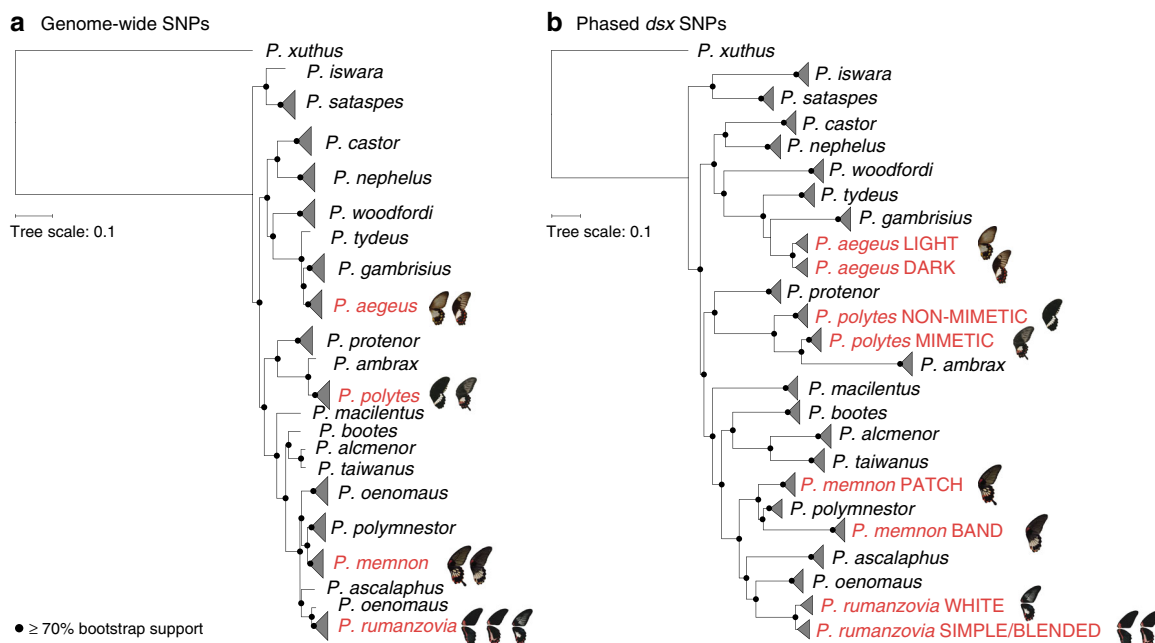 a Genome-wide SNPs
P. xuthus
P. iswara
P. sataspes
P. castor
P. nephelus
P. woodfordi
P. tydeus
P. gambrisius
P. aegeus
P. protenor
P. ambrax
P. polytes
P. macilentus
P. bootes
P. alcmenor
P. taiwanus
P. oenomaus
P. polymnestor
P. memnon
P. ascalaphus
P. oenomaus
P. rumanzovia
Tree scale: 0.1
● ≥ 70% bootstrap support
b Phased dsx SNPs
P. xuthus
P. iswara
P. sataspes
P. castor
P. nephelus
P. woodfordi
P. tydeus
P. gambrisius
P. aegeus LIGHT
P. aegeus DARK
P. protenor
P. polytes NON-MIMETIC
P. polytes MIMETIC
P. ambrax
P. macilentus
P. bootes
P. alcmenor
P. taiwanus
P. memnon PATCH
P. polymnestor
P. memnon BAND
P. ascalaphus
P. oenomaus
P. rumanzovia WHITE
P. rumanzovia SIMPLE/BLENDED
Tree scale: 0.1